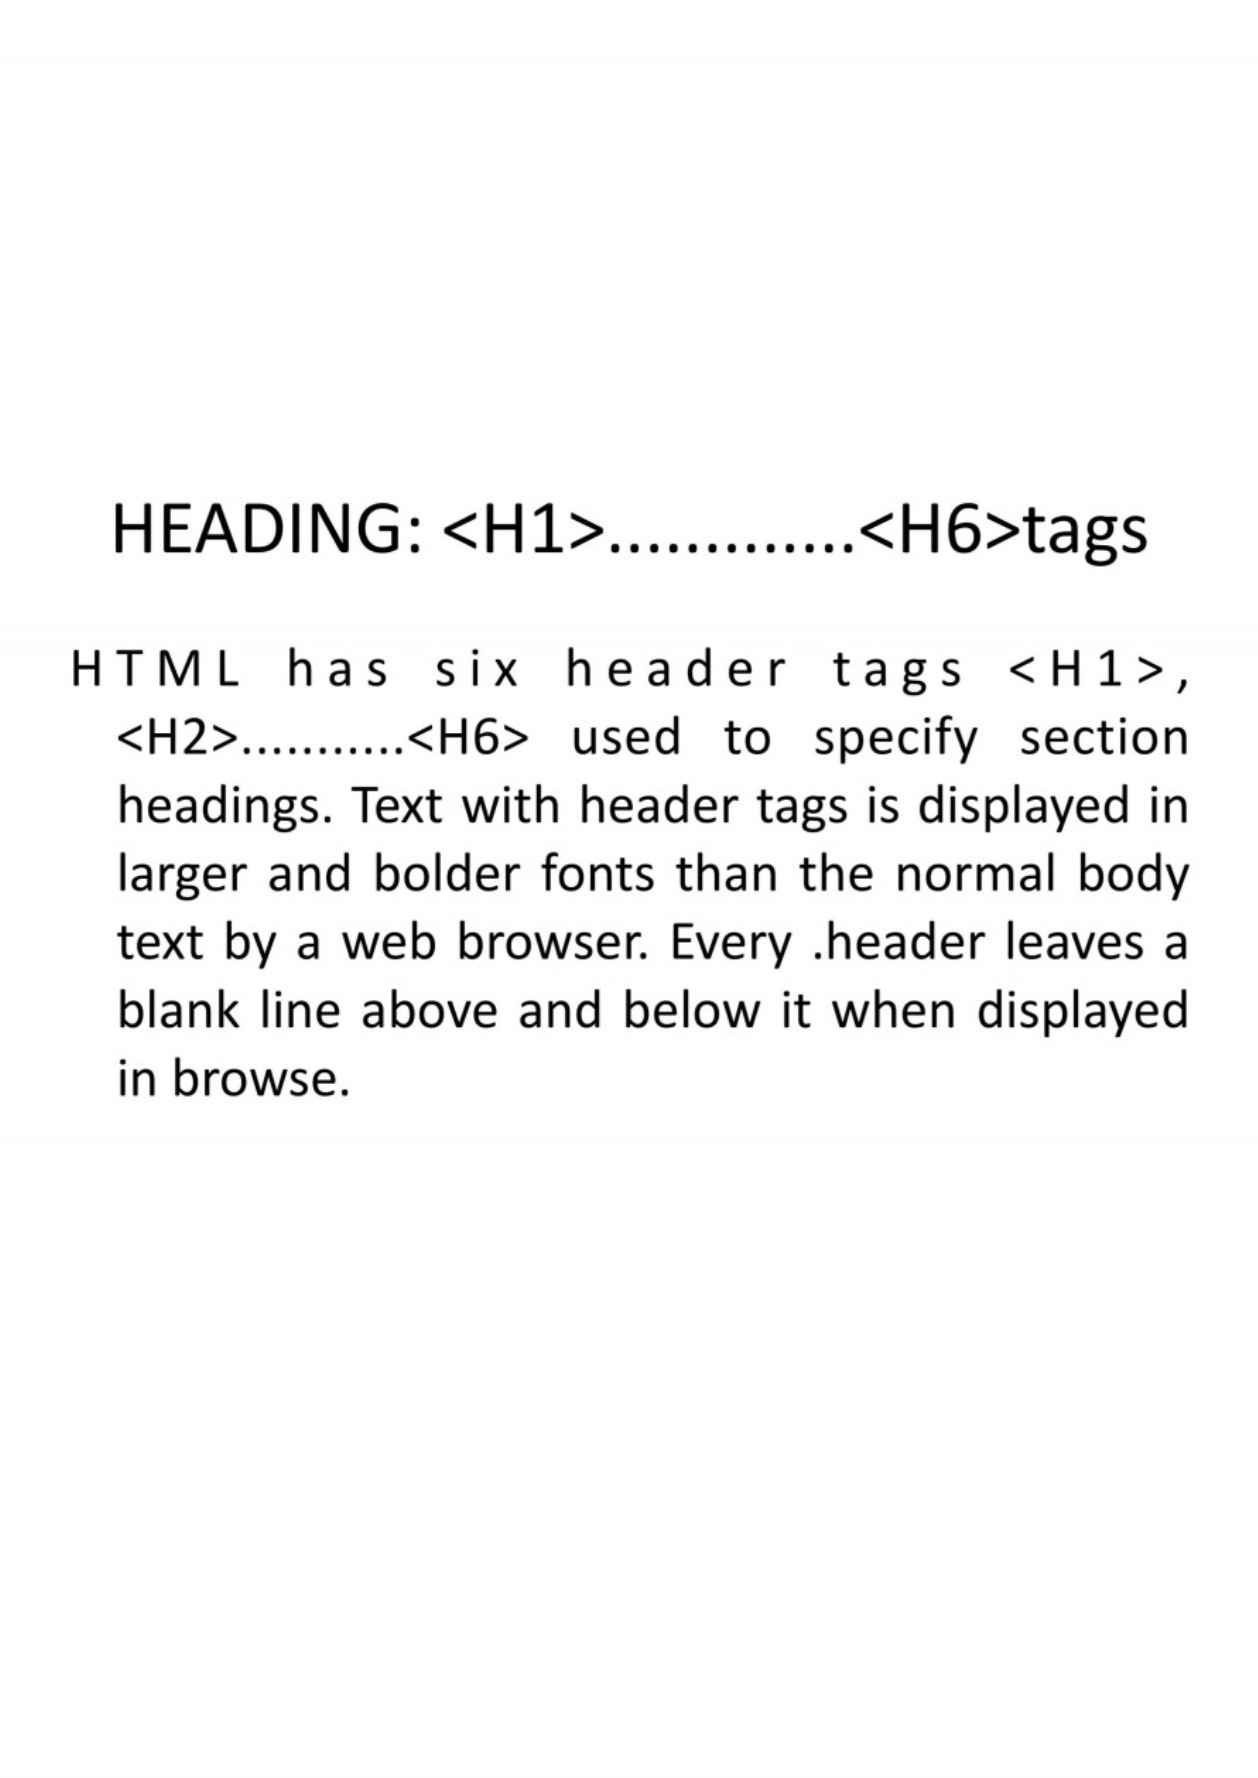 HEADING: <H1>.............<H6>tags
HTML has six header tags <H1>,
<H2>...........<H6> used to specify section
headings. Text with header tags is displayed in
larger and bolder fonts than the normal body
text by a web browser. Every .header leaves a
blank line above and below it when displayed
in browse.